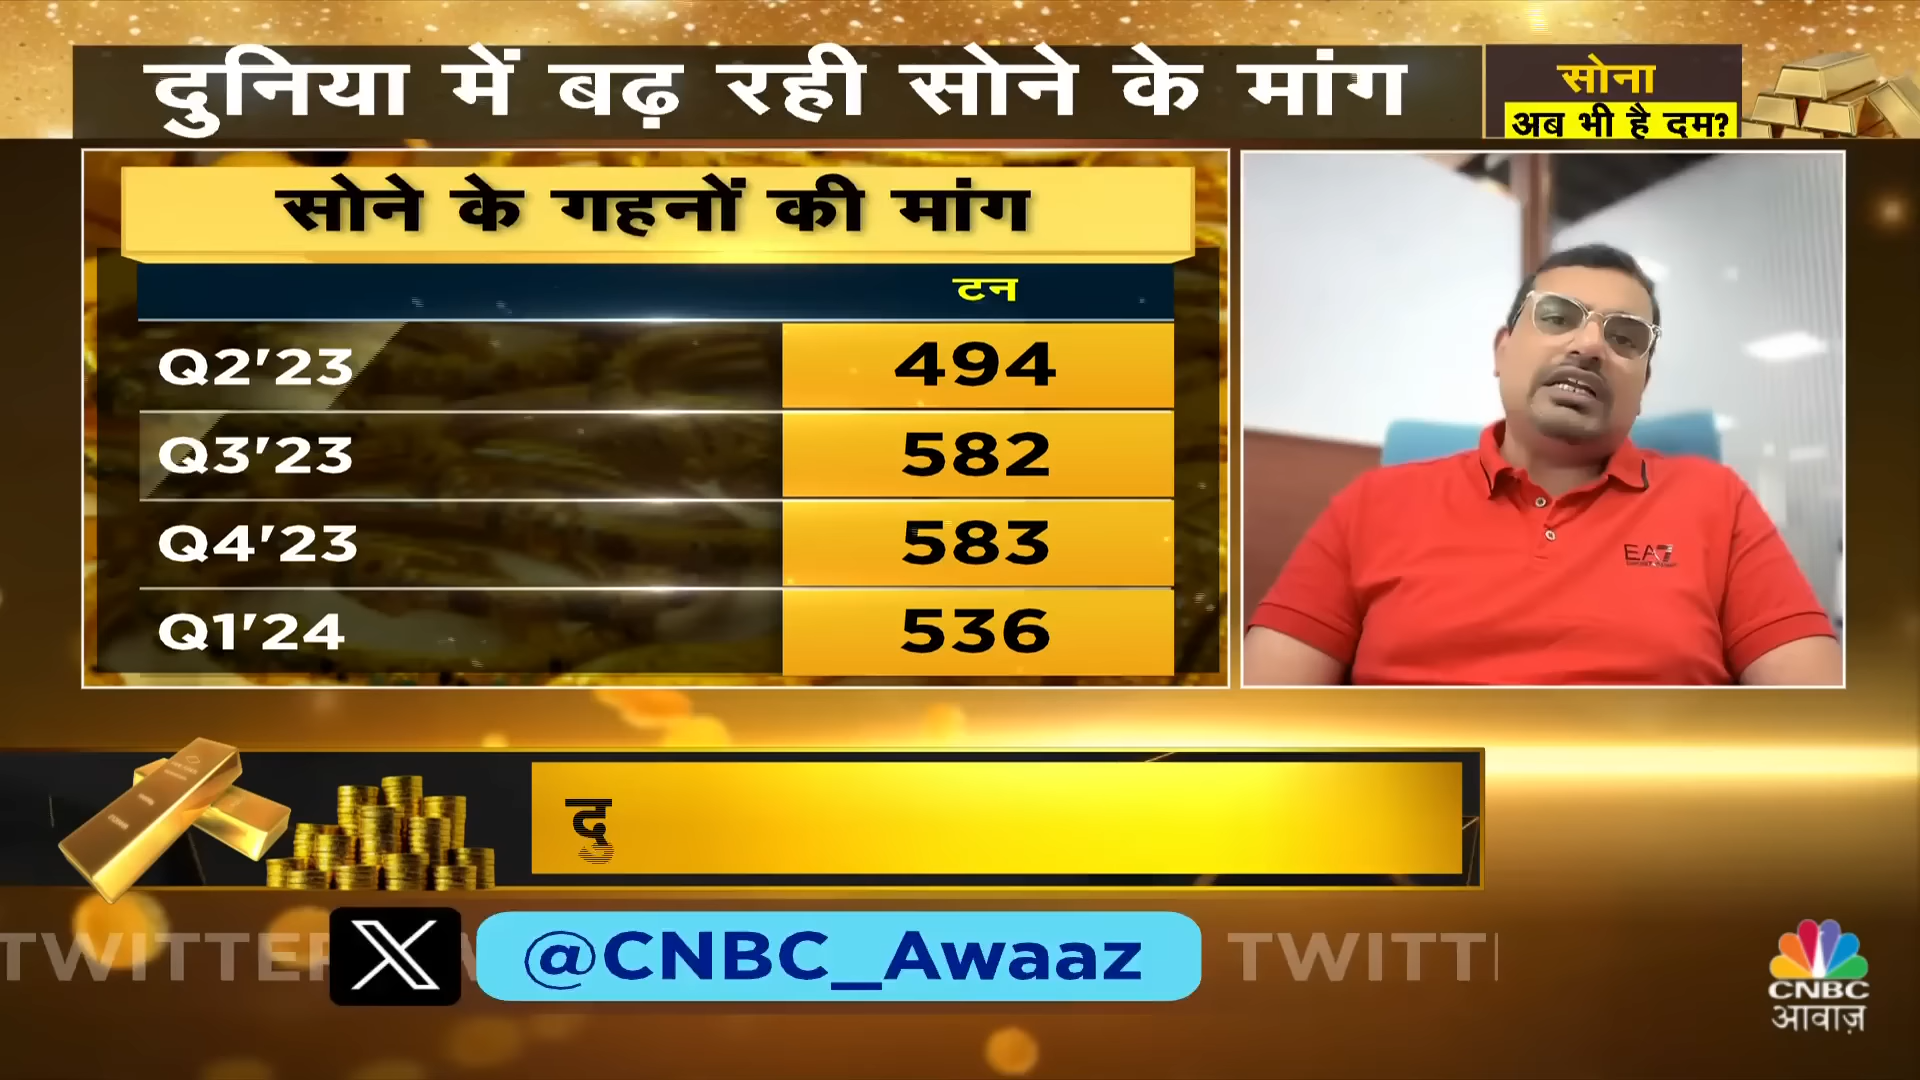 दुनिया में बढ़ रही सोने के मांग
सोना
अब भी है दम?
सोने के गहनों की मांग
टन
Q2'23 494
Q3'23 582
Q4'23 583
Q1'24 536
EA7
दु
TWITTER
@CNBC_Awaaz
TWITT
CNBC
आवाज़